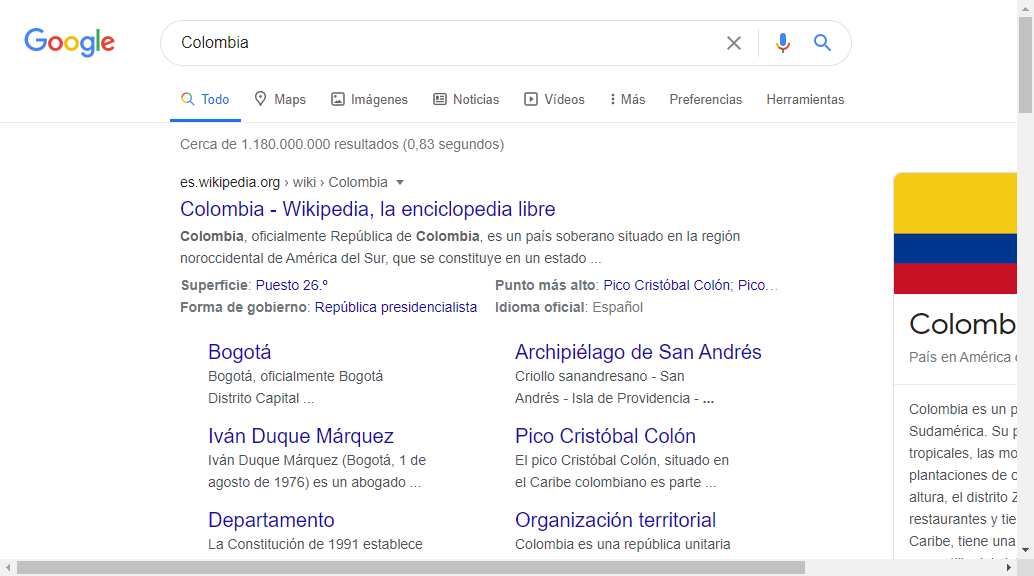 Google
Colombia
Todo Maps Imágenes Noticias Vídeos Más Preferencias Herramientas
Cerca de 1.180.000.000 resultados (0,83 segundos)
es.wikipedia.org › wiki › Colombia
Colombia - Wikipedia, la enciclopedia libre
Colombia, oficialmente República de Colombia, es un país soberano situado en la región
noroccidental de América del Sur, que se constituye en un estado ...
Superficie: Puesto 26.º
Punto más alto: Pico Cristóbal Colón; Pico…
Forma de gobierno: República presidencialista
Idioma oficial: Español
Bogotá
Bogotá, oficialmente Bogotá
Distrito Capital ...
Archipiélago de San Andrés
Criollo sanandresano - San
Andrés - Isla de Providencia - ...
Iván Duque Márquez
Iván Duque Márquez (Bogotá, 1 de
agosto de 1976) es un abogado ...
Pico Cristóbal Colón
El pico Cristóbal Colón, situado en
el Caribe colombiano es parte ...
Departamento
La Constitución de 1991 establece
Organización territorial
Colombia es una república unitaria
Colomb
País en América
Colombia es un p
Sudamérica. Su p
tropicales, las mo
plantaciones de c
altura, el distrito Z
restaurantes y tie
Caribe, tiene una